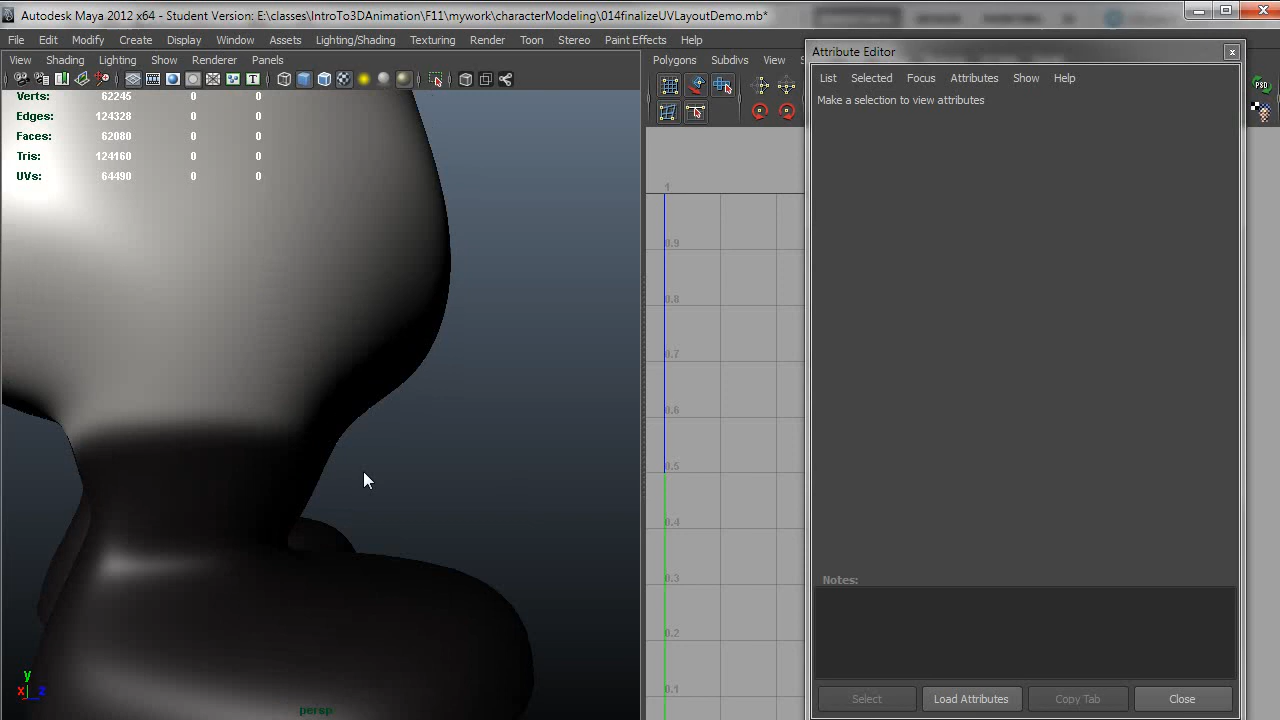 Autodesk Maya 2012 x64 - Student Version: E:\classes\IntroTo3DAnimation\F11\mywork\characterModeling\014finalizeUVLayoutDemo.mb*
File Edit Modify Create Display Window Assets Lighting/Shading Texturing Render Toon Stereo Paint Effects Help
View Shading Lighting Show Renderer Panels
Verts: 62245 0 0
Edges: 124328 0 0
Faces: 62080 0 0
Tris: 124160 0 0
UVs: 64490 0 0
y
x z
persp
Polygons Subdivs View
1
0.9
0.8
0.7
0.6
0.5
0.4
0.3
0.2
0.1
Attribute Editor
List Selected Focus Attributes Show Help
Make a selection to view attributes
Notes:
Select Load Attributes Copy Tab Close
PSD